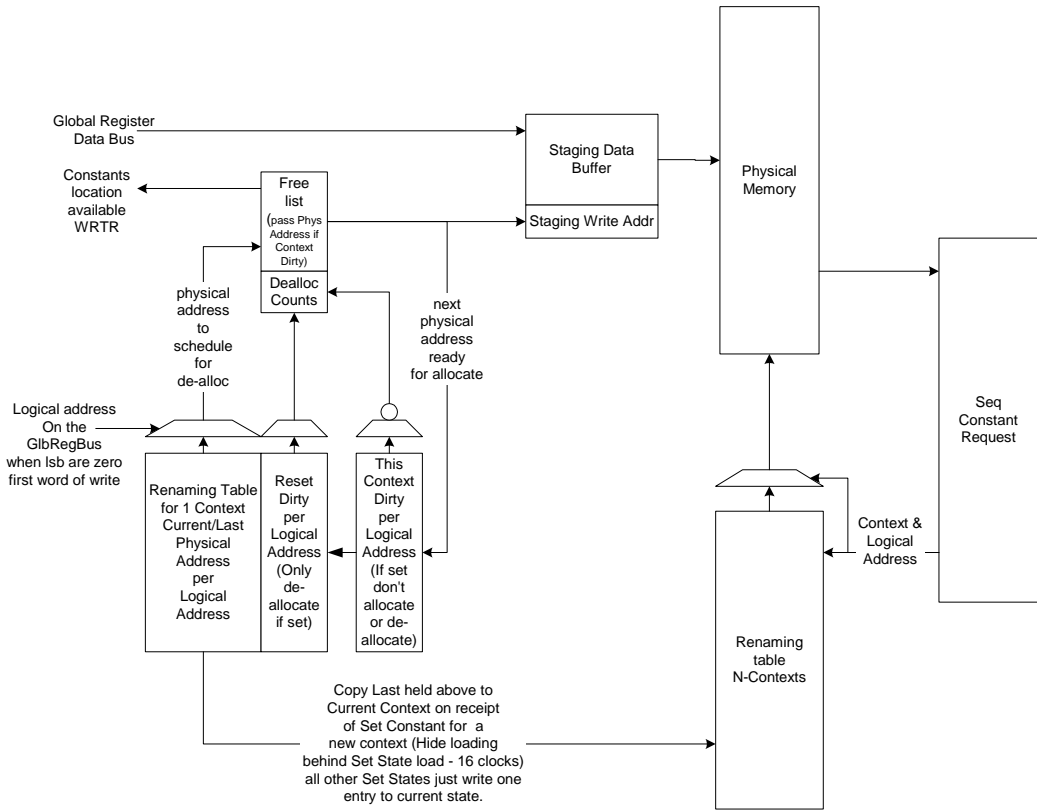 Global Register
Data Bus
Constants
location
available
WRTR
Free
list
(pass Phys
Address if
Context
Dirty)
Dealloc
Counts
Staging Data
Buffer
Staging Write Addr
Physical
Memory
physical
address
to
schedule
for
de-alloc
next
physical
address
ready
for allocate
Logical address
On the
GlbRegBus
when lsb are zero
first word of write
Seq
Constant
Request
Renaming Table
for 1 Context
Current/Last
Physical
Address
per
Logical
Address
Reset
Dirty
per
Logical
Address
(Only
de-
allocate
if set)
This
Context
Dirty
per
Logical
Address
(If set
don't
allocate
or de-
allocate)
Context &
Logical
Address
Renaming
table
N-Contexts
Copy Last held above to
Current Context on receipt
of Set Constant for a
new context (Hide loading
behind Set State load - 16 clocks)
all other Set States just write one
entry to current state.